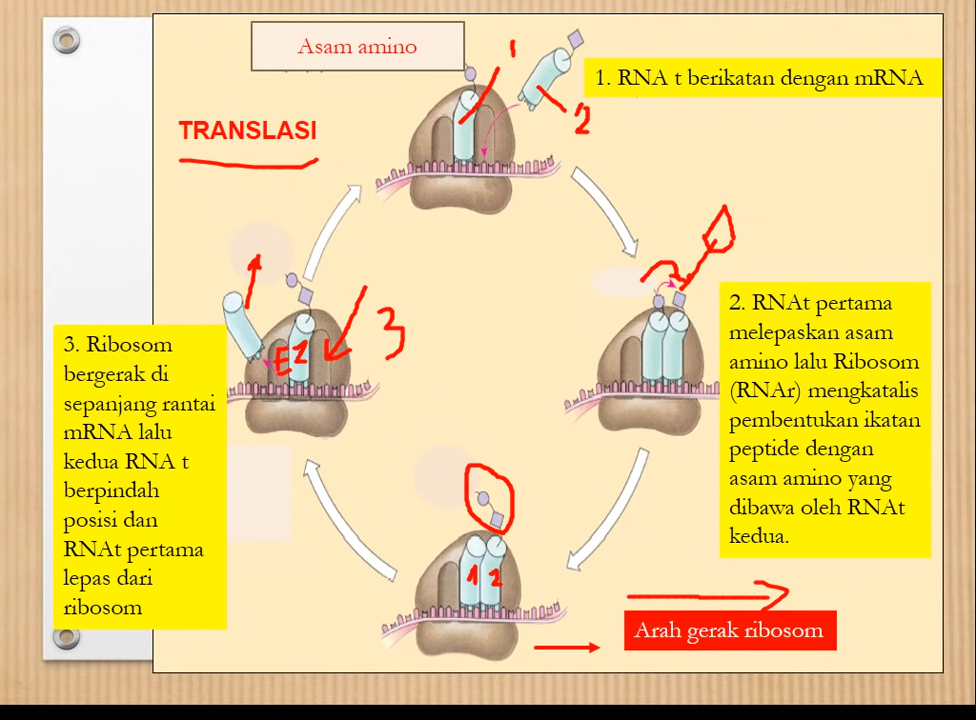 Asam amino
1
2
1. RNA t berikatan dengan mRNA
TRANSLASI
2. RNAt pertama
melepaskan asam
amino lalu Ribosom
(RNAr) mengkatalis
pembentukan ikatan
peptide dengan
asam amino yang
dibawa oleh RNAt
kedua.
3
E 2
3. Ribosom
bergerak di
sepanjang rantai
mRNA lalu
kedua RNA t
berpindah
posisi dan
RNAt pertama
lepas dari
ribosom
1 2
Arah gerak ribosom